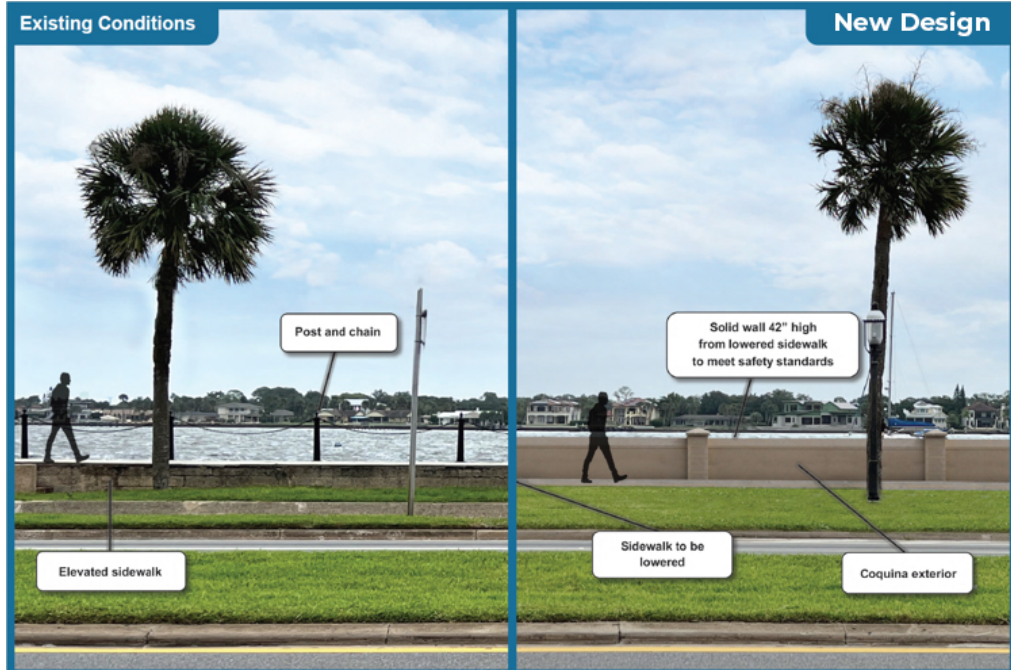 Existing Conditions
Post and chain
Elevated sidewalk
New Design
Solid wall 42" high
from lowered sidewalk
to meet safety standards
Sidewalk to be
lowered
Coquina exterior